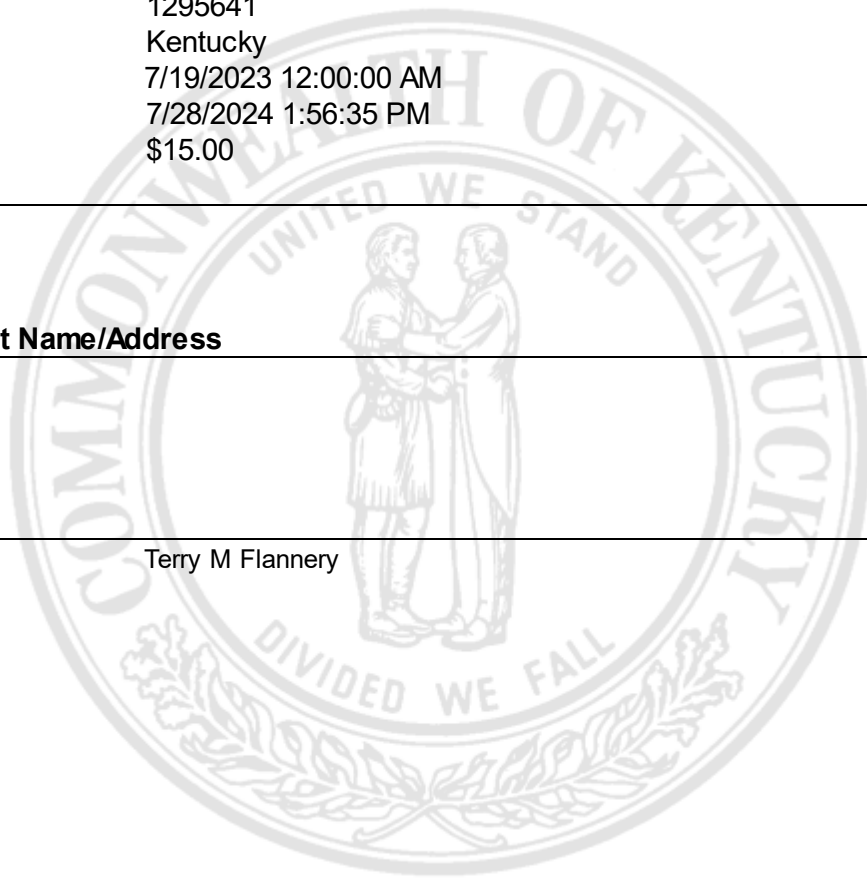 1295641
Kentucky
7/19/2023 12:00:00 AM
7/28/2024 1:56:35 PM
$15.00
COMMONWEALTH OF KENTUCKY
UNITED WE STAND
t Name/Address
Terry M Flannery
DIVIDED WE FALL